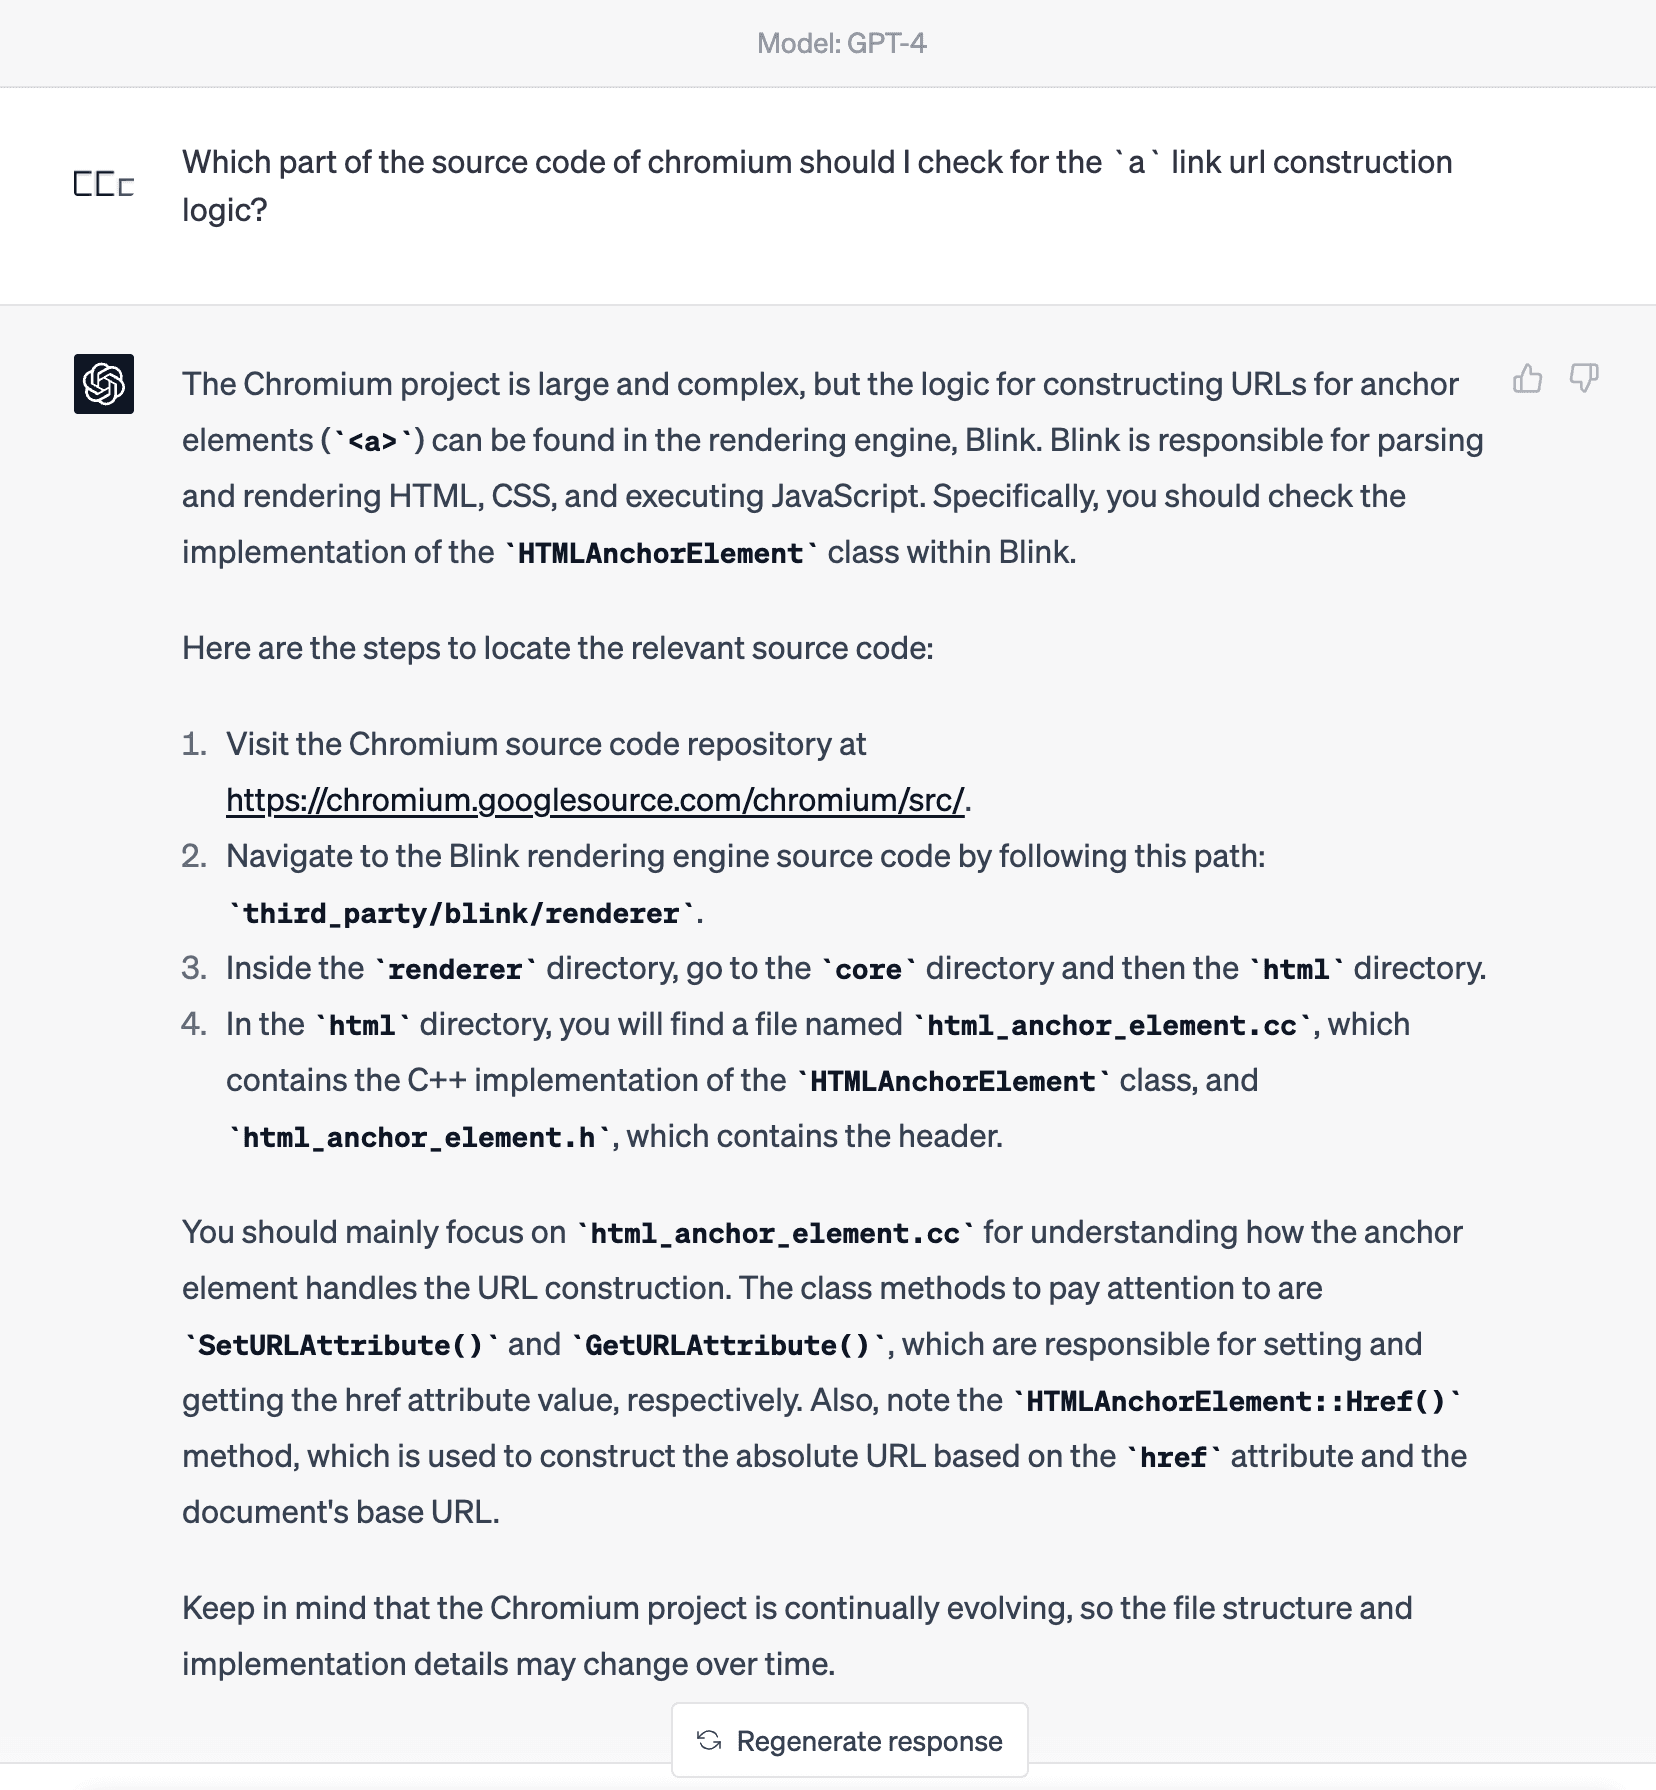 Model: GPT-4
Which part of the source code of chromium should I check for the `a` link url construction
logic?
The Chromium project is large and complex, but the logic for constructing URLs for anchor
elements (`<a>`) can be found in the rendering engine, Blink. Blink is responsible for parsing
and rendering HTML, CSS, and executing JavaScript. Specifically, you should check the
implementation of the `HTMLAnchorElement` class within Blink.
Here are the steps to locate the relevant source code:
1. Visit the Chromium source code repository at
https://chromium.googlesource.com/chromium/src/.
2. Navigate to the Blink rendering engine source code by following this path:
`third_party/blink/renderer`.
3. Inside the `renderer` directory, go to the `core` directory and then the `html` directory.
4. In the `html` directory, you will find a file named `html_anchor_element.cc`, which
contains the C++ implementation of the `HTMLAnchorElement` class, and
`html_anchor_element.h`, which contains the header.
You should mainly focus on `html_anchor_element.cc` for understanding how the anchor
element handles the URL construction. The class methods to pay attention to are
`SetURLAttribute()` and `GetURLAttribute()`, which are responsible for setting and
getting the href attribute value, respectively. Also, note the `HTMLAnchorElement::Href()`
method, which is used to construct the absolute URL based on the `href` attribute and the
document's base URL.
Keep in mind that the Chromium project is continually evolving, so the file structure and
implementation details may change over time.
Regenerate response